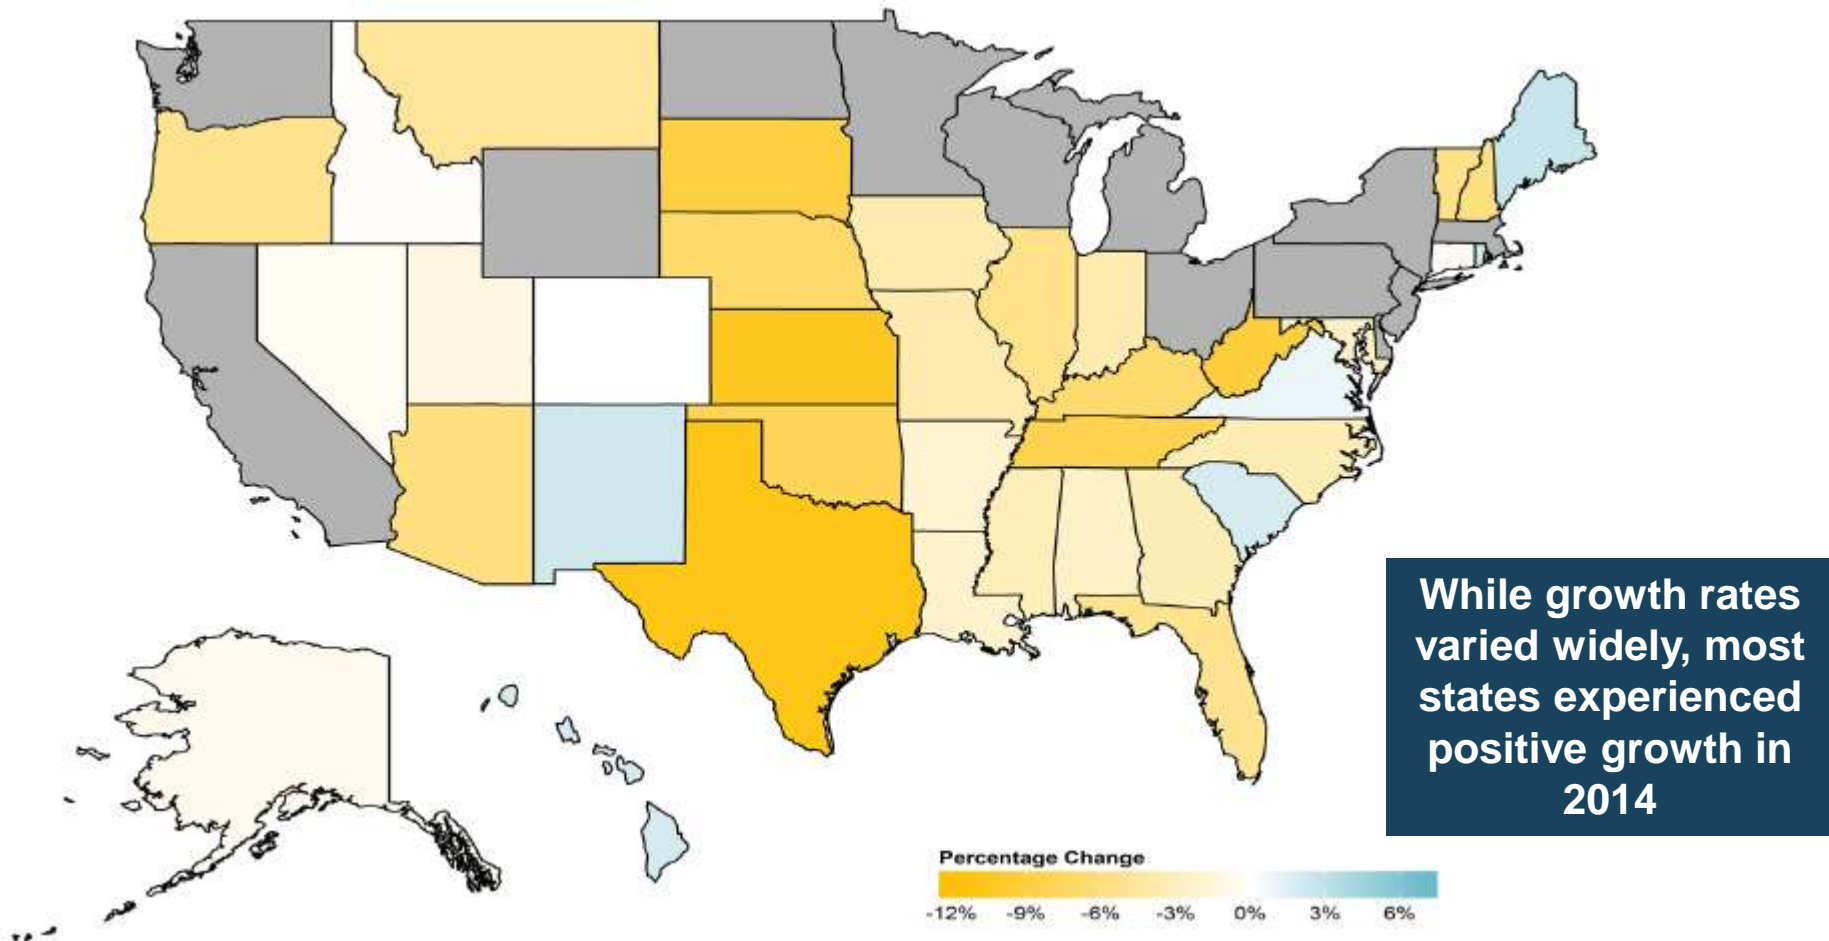 While growth rates
varied widely, most
states experienced
positive growth in
2014
Percentage Change
-12% -9% -6% -3% 0% 3% 6%